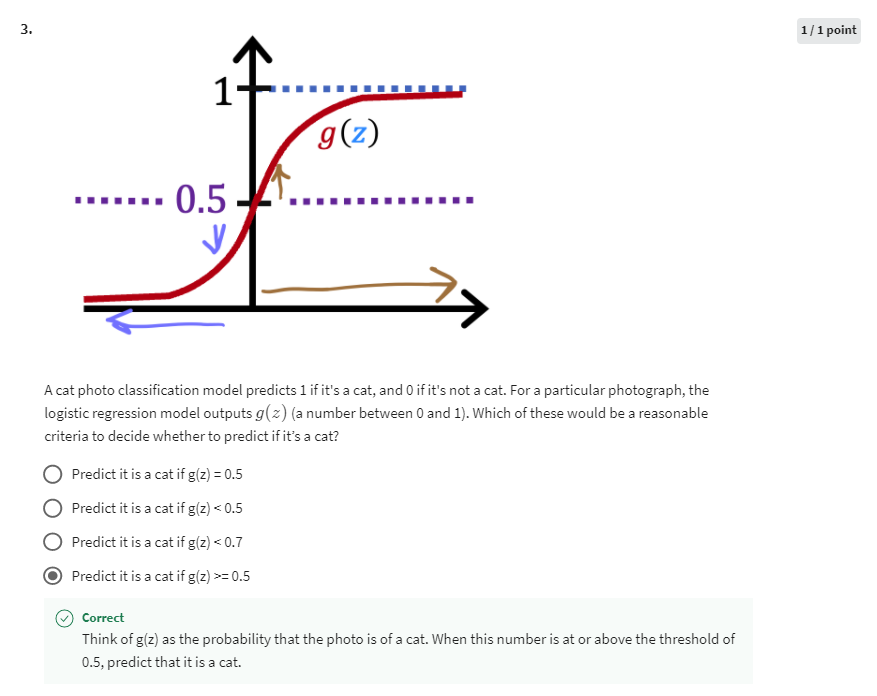 3.
1 / 1 point
1
g(z)
0.5
A cat photo classification model predicts 1 if it's a cat, and 0 if it's not a cat. For a particular photograph, the
logistic regression model outputs g(z) (a number between 0 and 1). Which of these would be a reasonable
criteria to decide whether to predict if it’s a cat?
Predict it is a cat if g(z) = 0.5
Predict it is a cat if g(z) < 0.5
Predict it is a cat if g(z) < 0.7
Predict it is a cat if g(z) >= 0.5
Correct
Think of g(z) as the probability that the photo is of a cat. When this number is at or above the threshold of
0.5, predict that it is a cat.